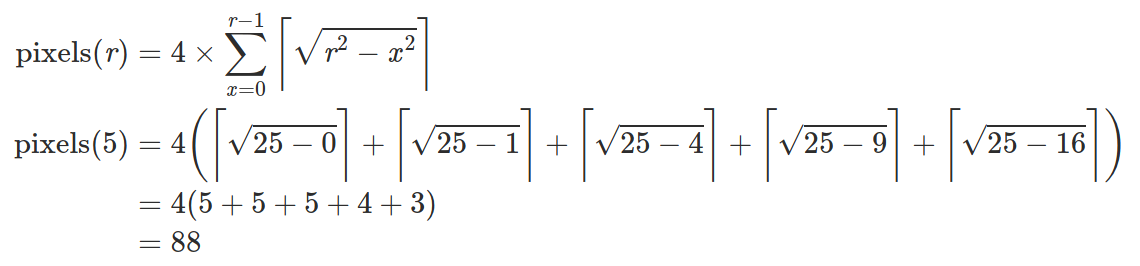 pixels(r) = 4 × ∑_{x=0}^{r−1} ⌈√(r² − x²)⌉
pixels(5) = 4(⌈√(25 − 0)⌉ + ⌈√(25 − 1)⌉ + ⌈√(25 − 4)⌉ + ⌈√(25 − 9)⌉ + ⌈√(25 − 16)⌉)
= 4(5 + 5 + 5 + 4 + 3)
= 88